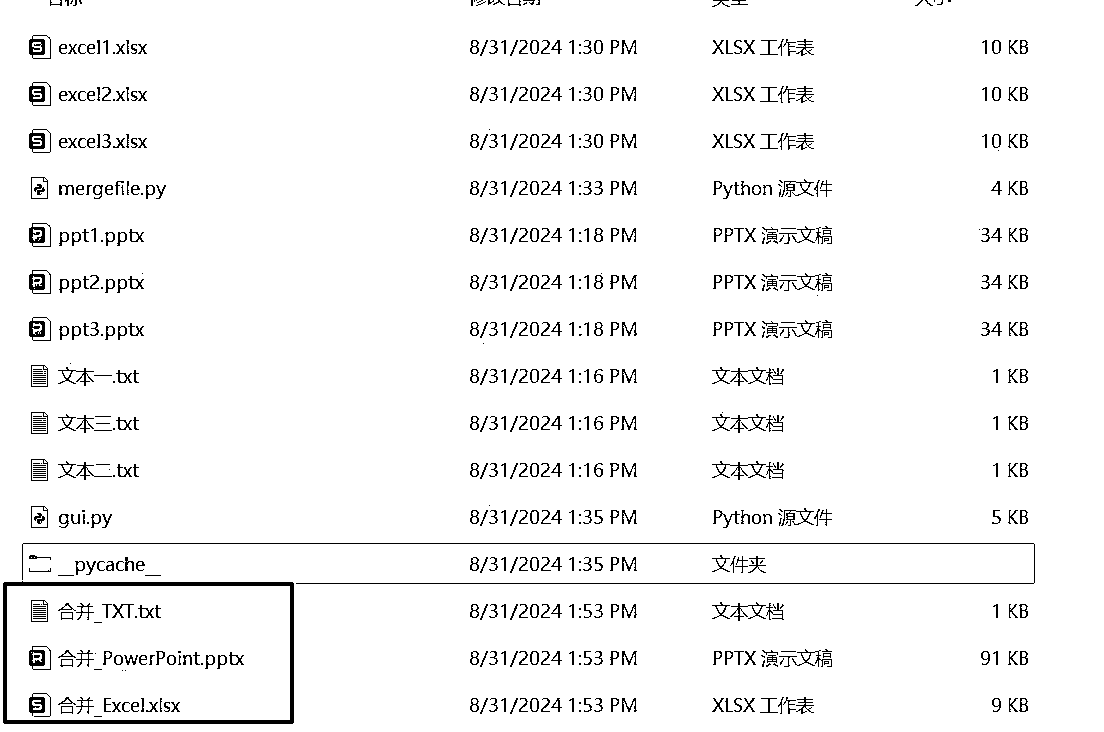 excel1.xlsx 8/31/2024 1:30 PM XLSX 工作表 10 KB
excel2.xlsx 8/31/2024 1:30 PM XLSX 工作表 10 KB
excel3.xlsx 8/31/2024 1:30 PM XLSX 工作表 10 KB
mergefile.py 8/31/2024 1:33 PM Python 源文件 4 KB
ppt1.pptx 8/31/2024 1:18 PM PPTX 演示文稿 34 KB
ppt2.pptx 8/31/2024 1:18 PM PPTX 演示文稿 34 KB
ppt3.pptx 8/31/2024 1:18 PM PPTX 演示文稿 34 KB
文本一.txt 8/31/2024 1:16 PM 文本文档 1 KB
文本三.txt 8/31/2024 1:16 PM 文本文档 1 KB
文本二.txt 8/31/2024 1:16 PM 文本文档 1 KB
gui.py 8/31/2024 1:35 PM Python 源文件 5 KB
__pycache__ 8/31/2024 1:35 PM 文件夹
合并_TXT.txt 8/31/2024 1:53 PM 文本文档 1 KB
合并_PowerPoint.pptx 8/31/2024 1:53 PM PPTX 演示文稿 91 KB
合并_Excel.xlsx 8/31/2024 1:53 PM XLSX 工作表 9 KB